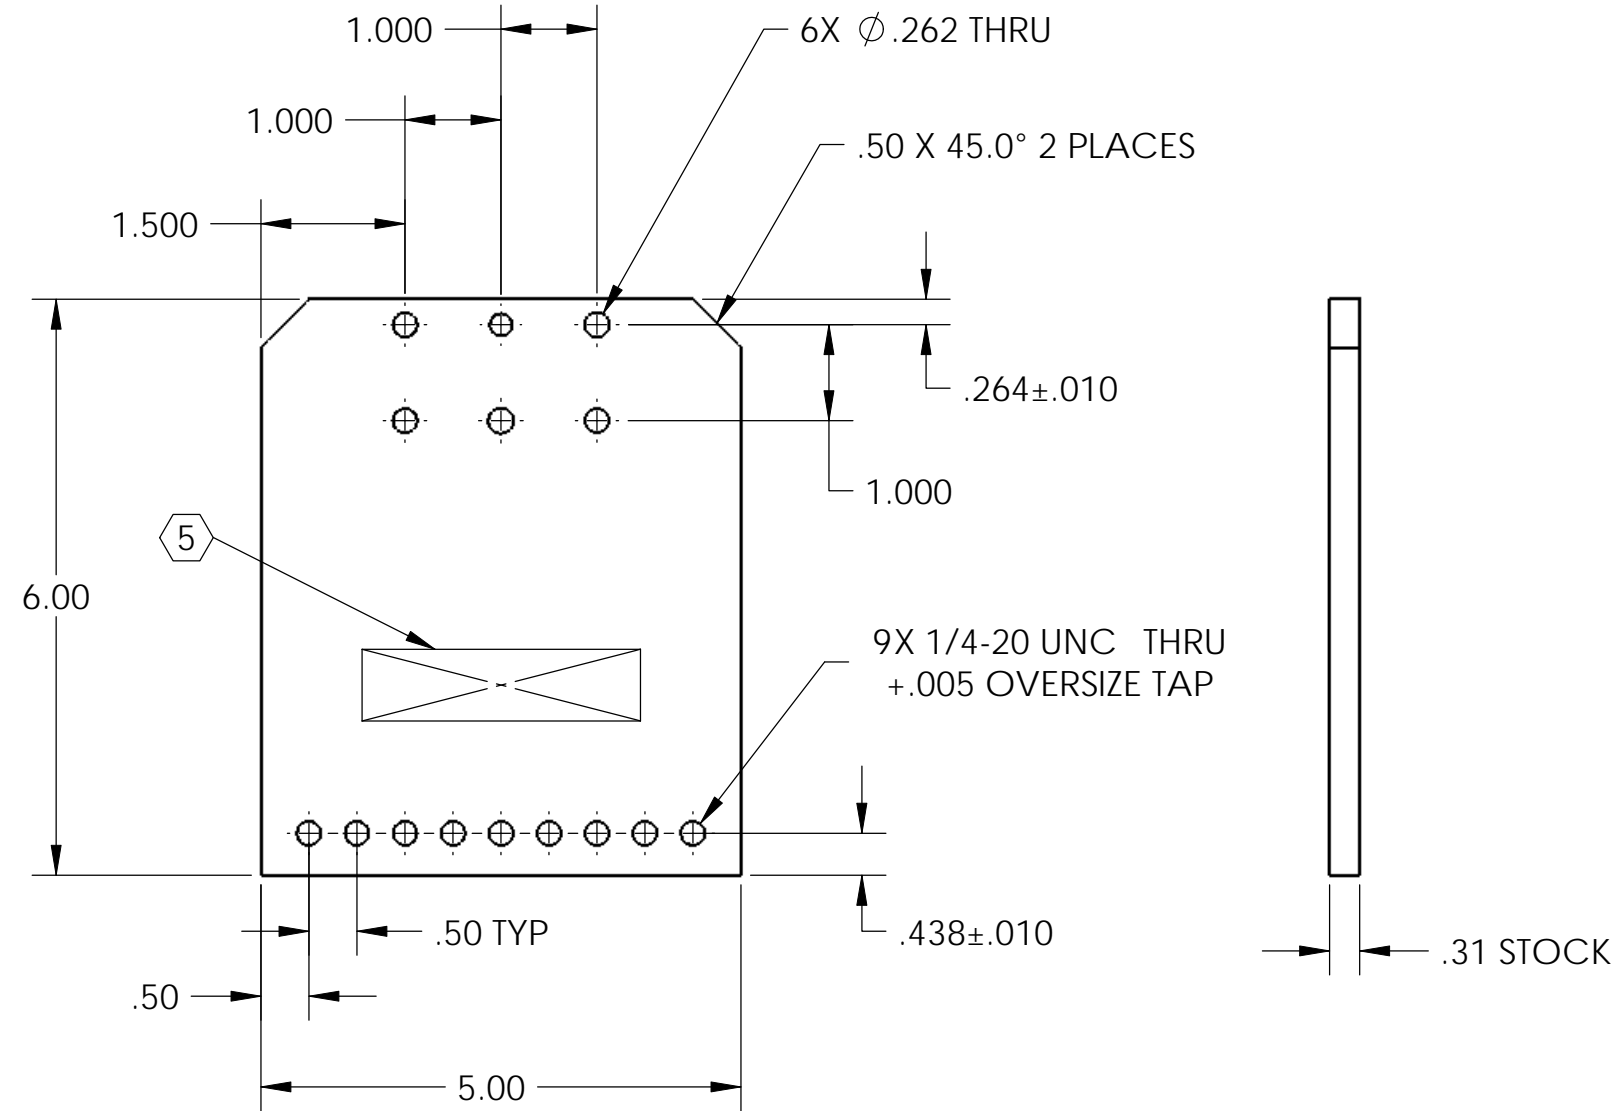 1.000
6X ∅.262 THRU
1.000
.50 X 45.0° 2 PLACES
1.500
.264±.010
1.000
5
6.00
9X 1/4-20 UNC THRU
+.005 OVERSIZE TAP
.50 TYP
.438±.010
.31 STOCK
.50
5.00